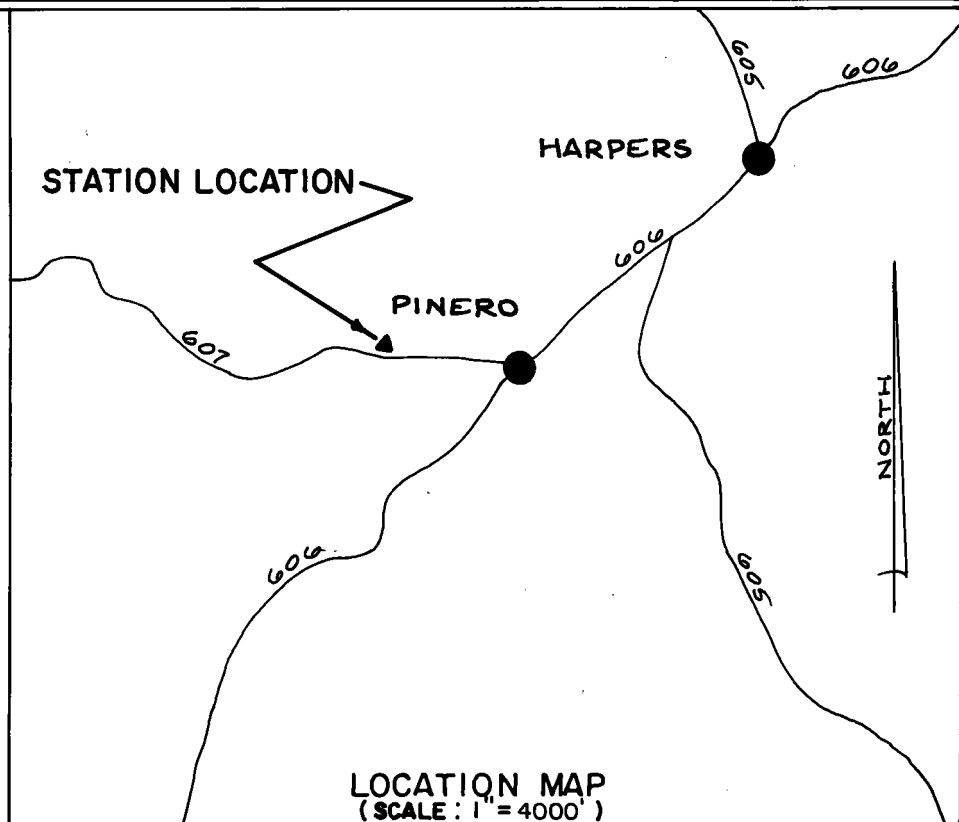 605
606
HARPERS
STATION LOCATION
606
PINERO
607
NORTH
606
605
LOCATION MAP
(SCALE: 1" = 4000')